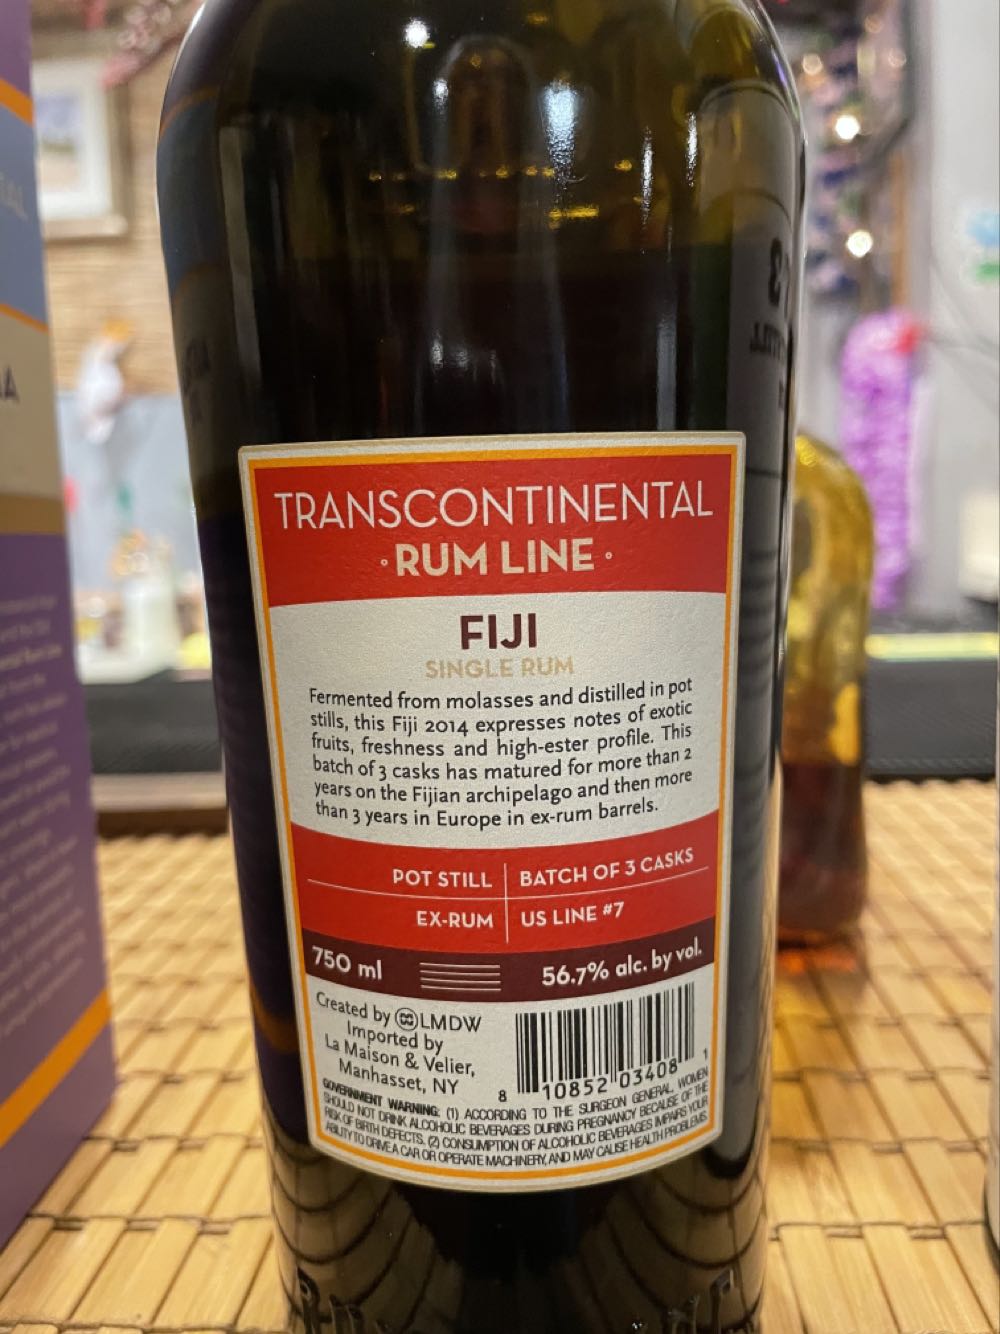 TRANSCONTINENTAL
• RUM LINE •
FIJI
SINGLE RUM
Fermented from molasses and distilled in pot
stills, this Fiji 2014 expresses notes of exotic
fruits, freshness and high-ester profile. This
batch of 3 casks has matured for more than 2
years on the Fijian archipelago and then more
than 3 years in Europe in ex-rum barrels.
POT STILL BATCH OF 3 CASKS
EX-RUM US LINE #7
750 ml 56.7% alc. by vol.
Created by LMDW
Imported by
La Maison & Velier,
Manhasset, NY
8 10852 03408 1
GOVERNMENT WARNING: (1) ACCORDING TO THE SURGEON GENERAL, WOMEN
SHOULD NOT DRINK ALCOHOLIC BEVERAGES DURING PREGNANCY BECAUSE OF THE
RISK OF BIRTH DEFECTS. (2) CONSUMPTION OF ALCOHOLIC BEVERAGES IMPAIRS YOUR
ABILITY TO DRIVE A CAR OR OPERATE MACHINERY, AND MAY CAUSE HEALTH PROBLEMS.